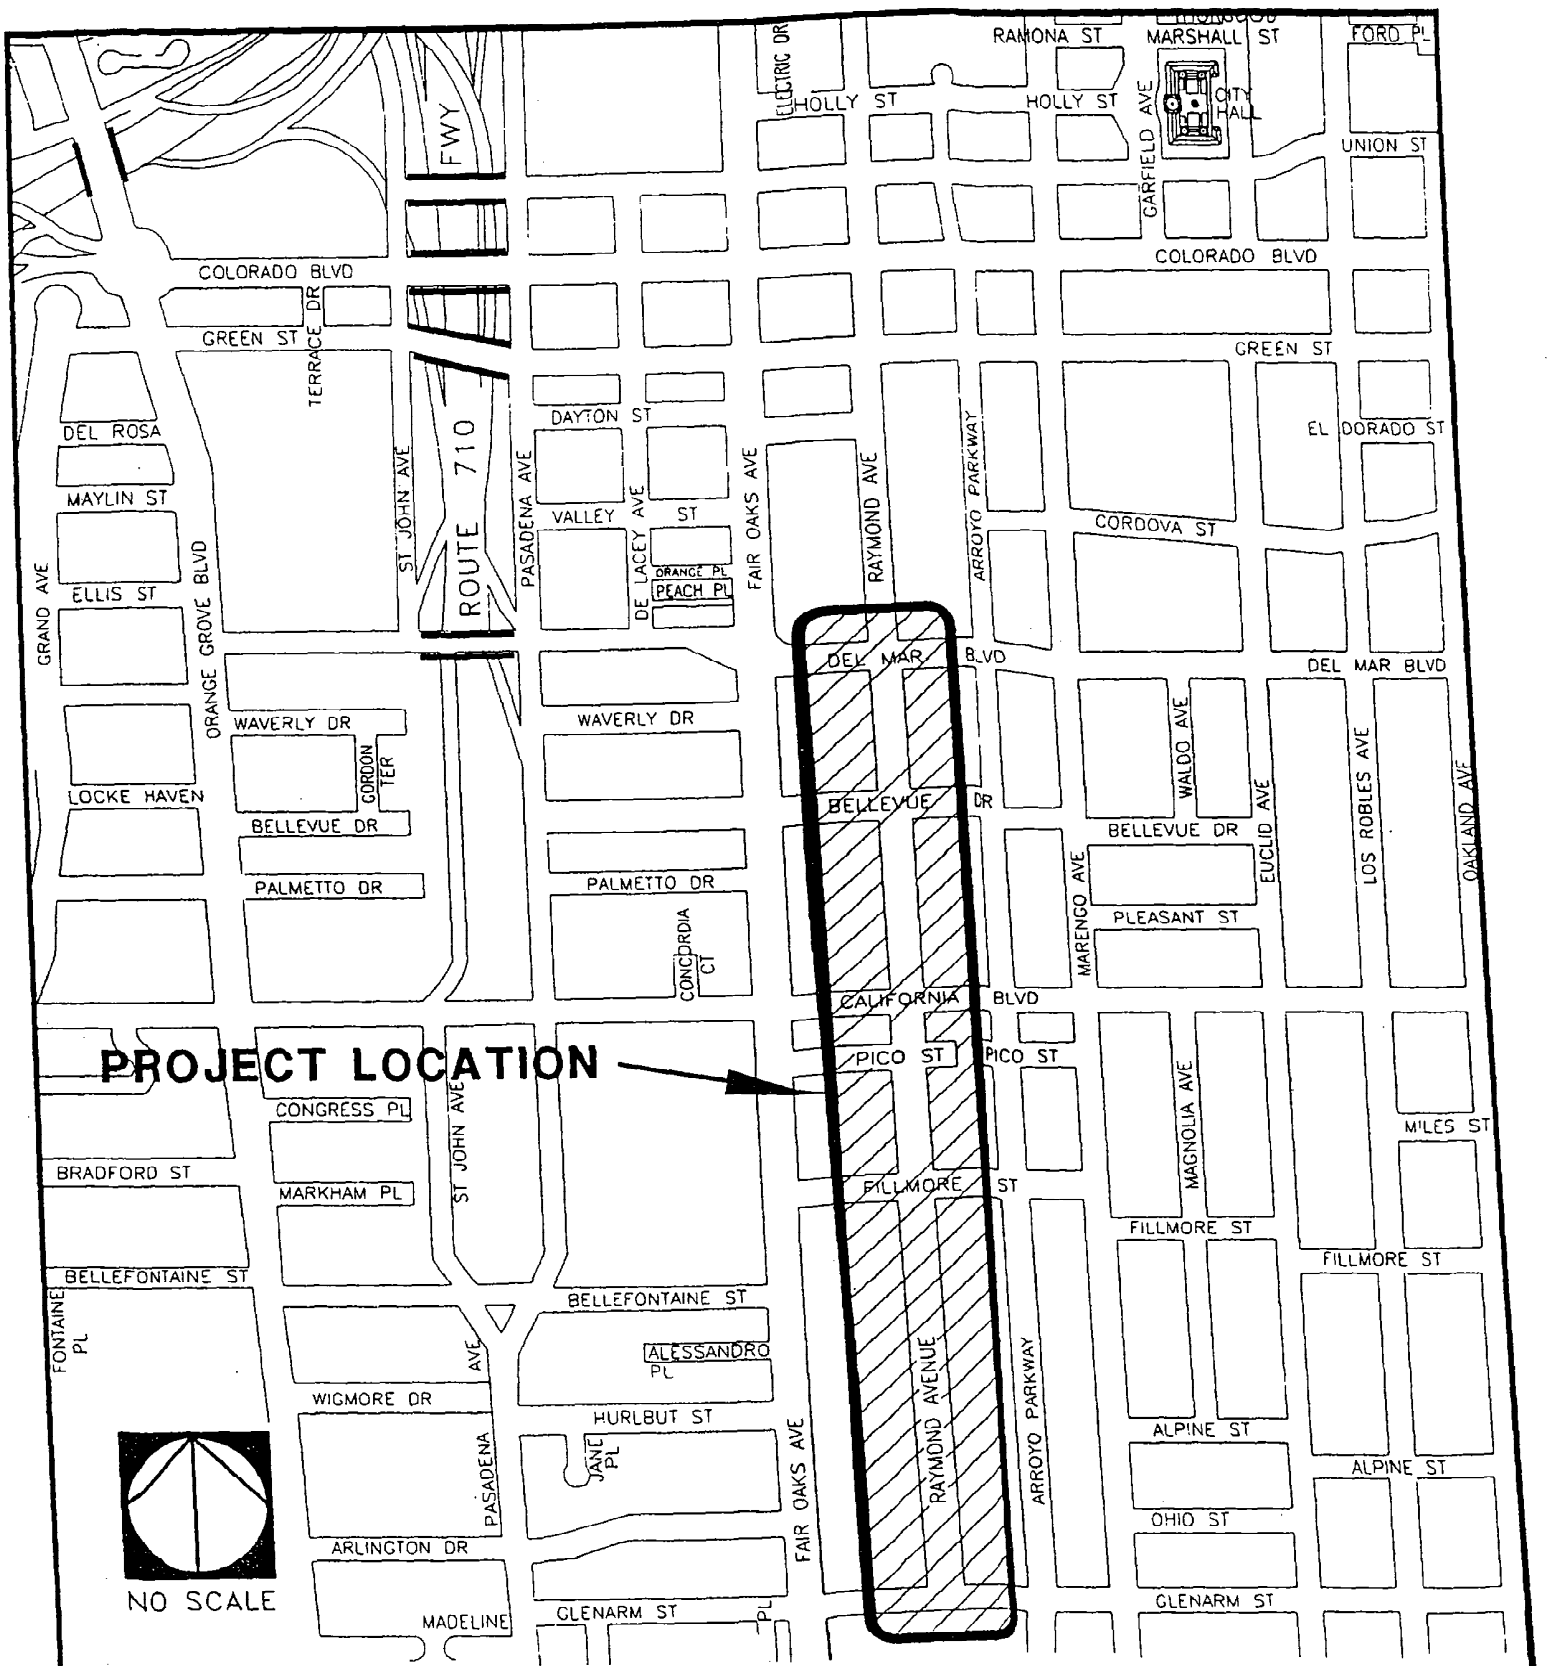 RAMONA ST
MARSHALL ST
FORD PL
ELECTRIC DR
HOLLY ST
HOLLY ST
GARFIELD AVE
CITY
HALL
UNION ST
FWY
COLORADO BLVD
COLORADO BLVD
TERRACE DR
GREEN ST
GREEN ST
DAYTON ST
DEL ROSA
EL DORADO ST
ST JOHN AVE
ROUTE 710
PASADENA AVE
DE LACEY AVE
FAIR OAKS AVE
RAYMOND AVE
ARROYO PARKWAY
MAYLIN ST
VALLEY ST
CORDOVA ST
GRAND AVE
ORANGE GROVE BLVD
ORANGE PL
PEACH PL
ELLIS ST
DEL MAR BLVD
DEL MAR BLVD
WAVERLY DR
WAVERLY DR
GORDON
TER
WALDO AVE
EUCLID AVE
LOS ROBLES AVE
OAKLAND AVE
LOCKE HAVEN
BELLEVUE DR
BELLEVUE DR
BELLEVUE DR
PALMETTO DR
PALMETTO DR
MARENGO AVE
PLEASANT ST
CONCORDIA
CT
CALIFORNIA BLVD
PROJECT LOCATION
PICO ST
PICO ST
CONGRESS PL
ST JOHN AVE
MAGNOLIA AVE
MILES ST
BRADFORD ST
MARKHAM PL
FILLMORE ST
FILLMORE ST
FILLMORE ST
BELLEFONTAINE ST
BELLEFONTAINE ST
FONTAINE
PL
ALESSANDRO
PL
PASADENA AVE
WIGMORE DR
HURLBUT ST
JANE
PL
FAIR OAKS AVE
RAYMOND AVENUE
ARROYO PARKWAY
ALPINE ST
ALPINE ST
OHIO ST
ARLINGTON DR
NO SCALE
MADELINE
GLENARM ST
PL
GLENARM ST